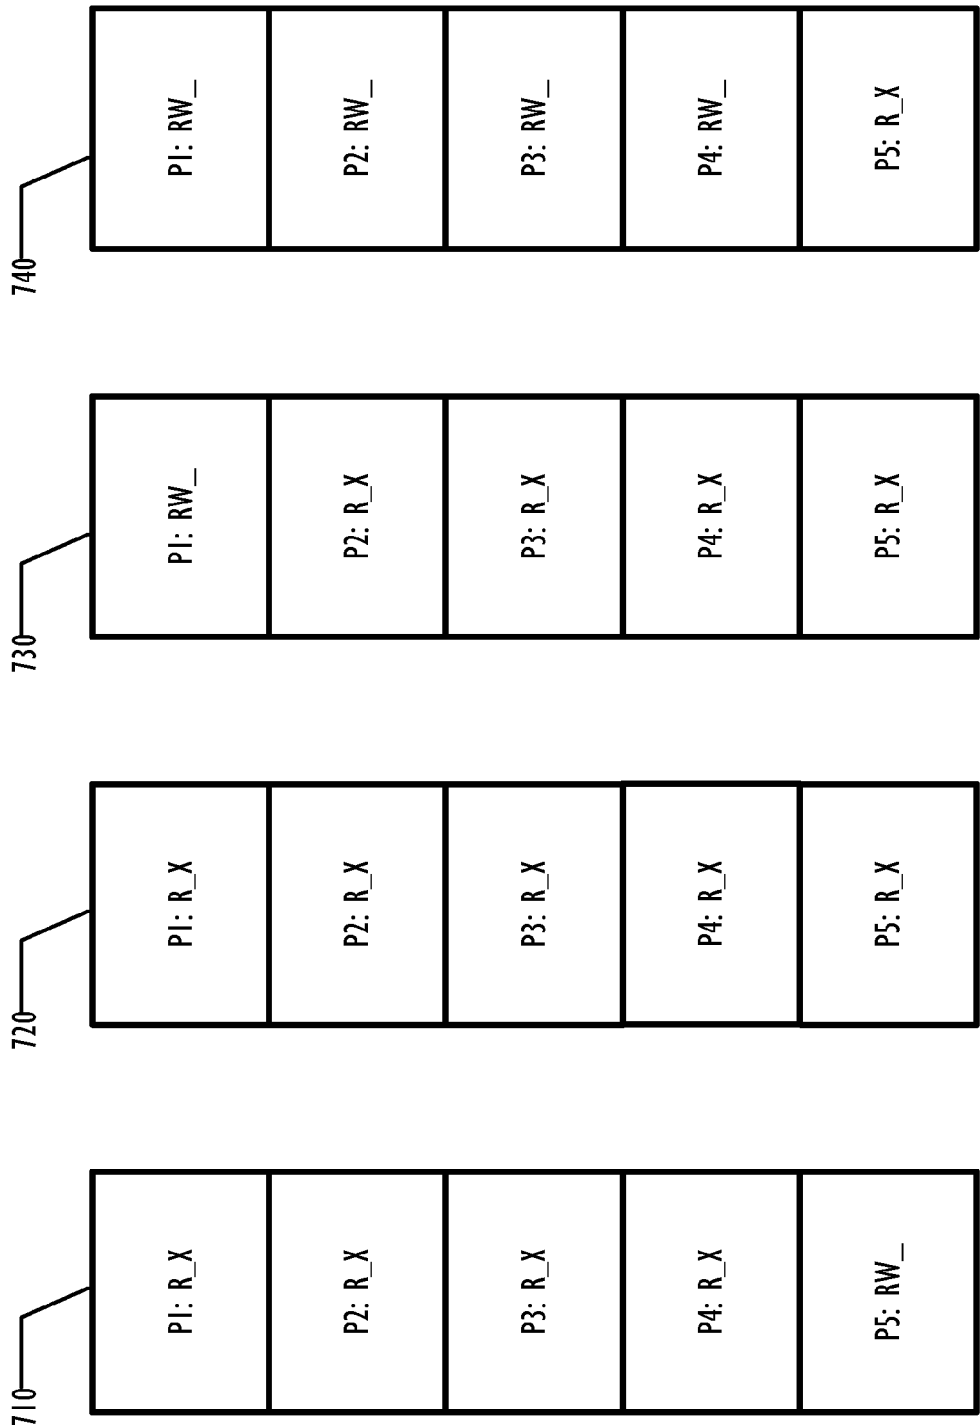 710
P1: R_X
P2: R_X
P3: R_X
P4: R_X
P5: RW_
720
P1: R_X
P2: R_X
P3: R_X
P4: R_X
P5: R_X
730
P1: RW_
P2: R_X
P3: R_X
P4: R_X
P5: R_X
740
P1: RW_
P2: RW_
P3: RW_
P4: RW_
P5: R_X